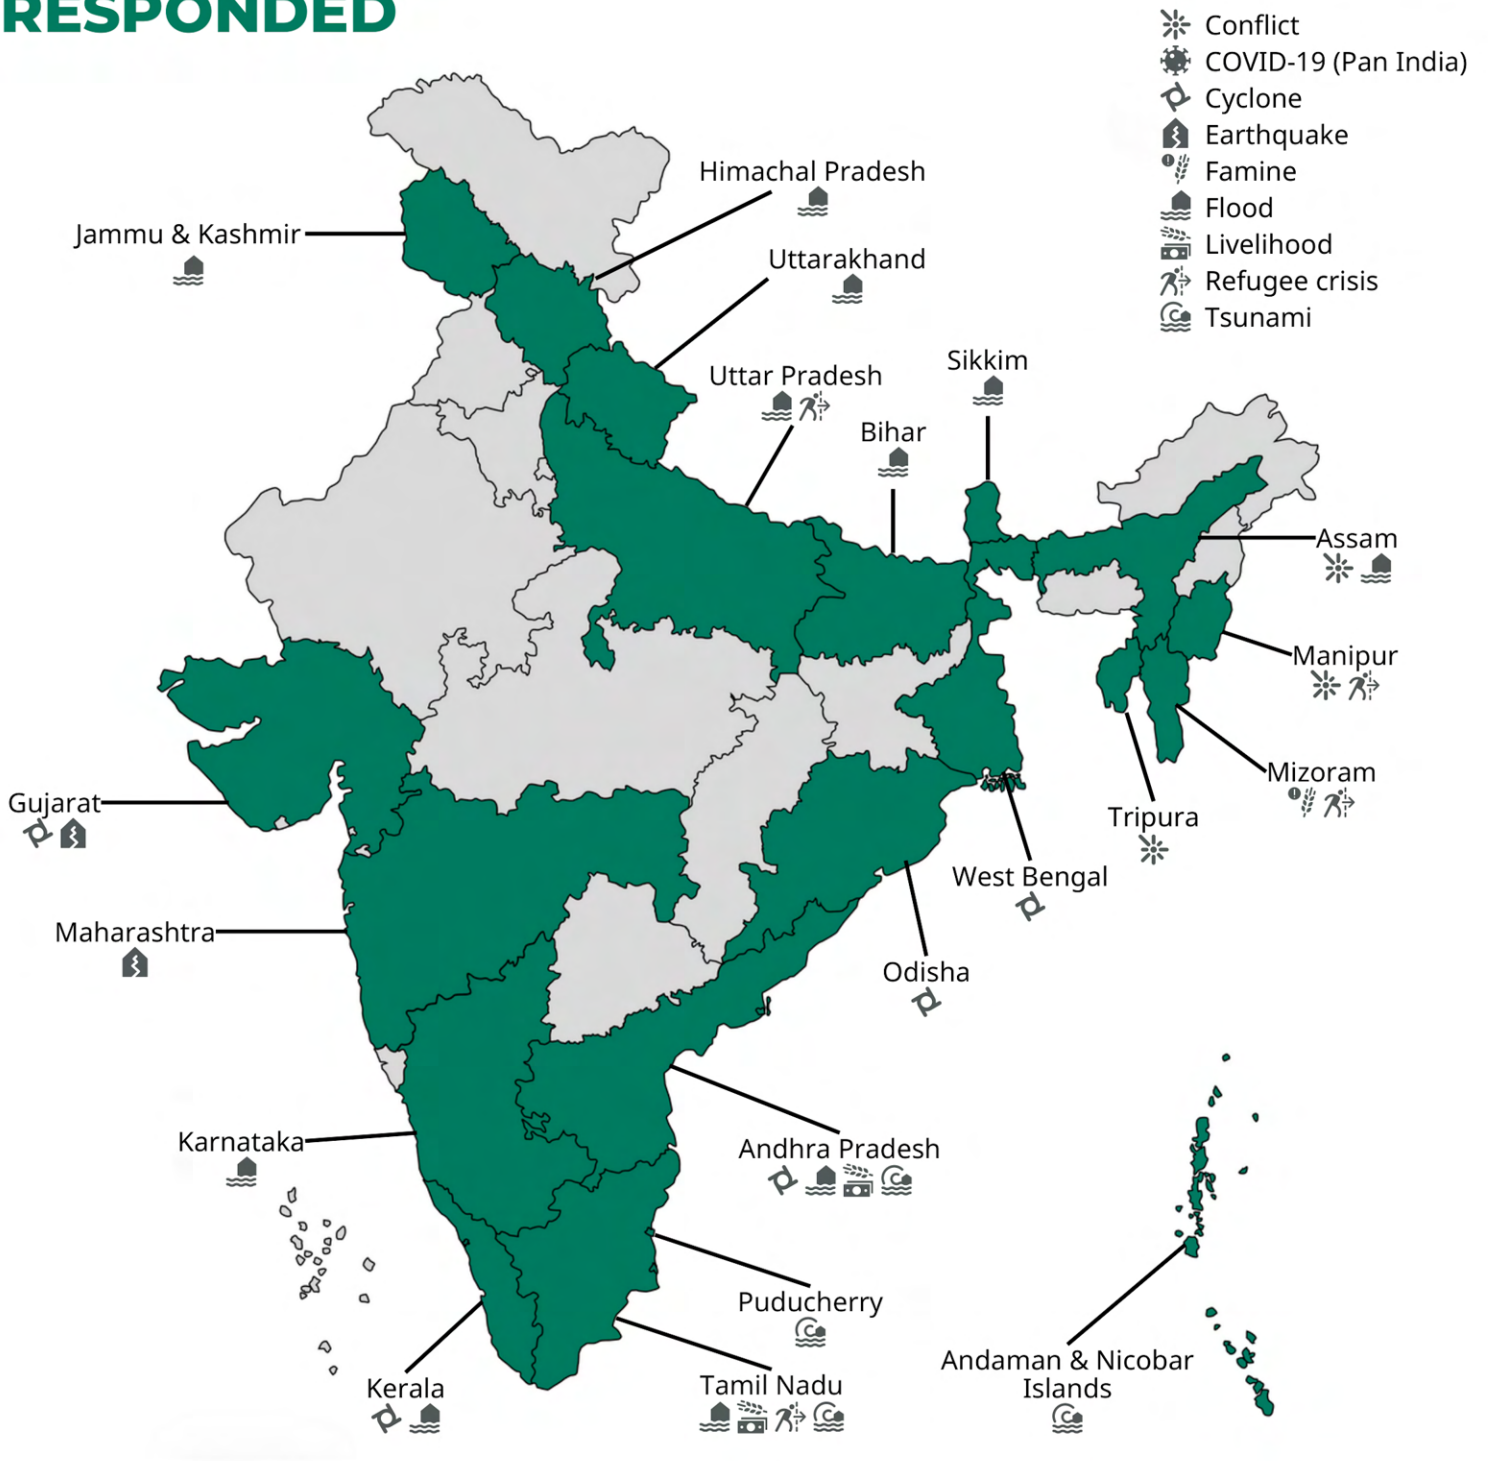 RESPONDED
Conflict
COVID-19 (Pan India)
Cyclone
Earthquake
Famine
Flood
Livelihood
Refugee crisis
Tsunami
Himachal Pradesh
Jammu & Kashmir
Uttarakhand
Sikkim
Uttar Pradesh
Bihar
Assam
Manipur
Mizoram
Gujarat
Tripura
West Bengal
Maharashtra
Odisha
Karnataka
Andhra Pradesh
Puducherry
Andaman & Nicobar
Islands
Kerala
Tamil Nadu